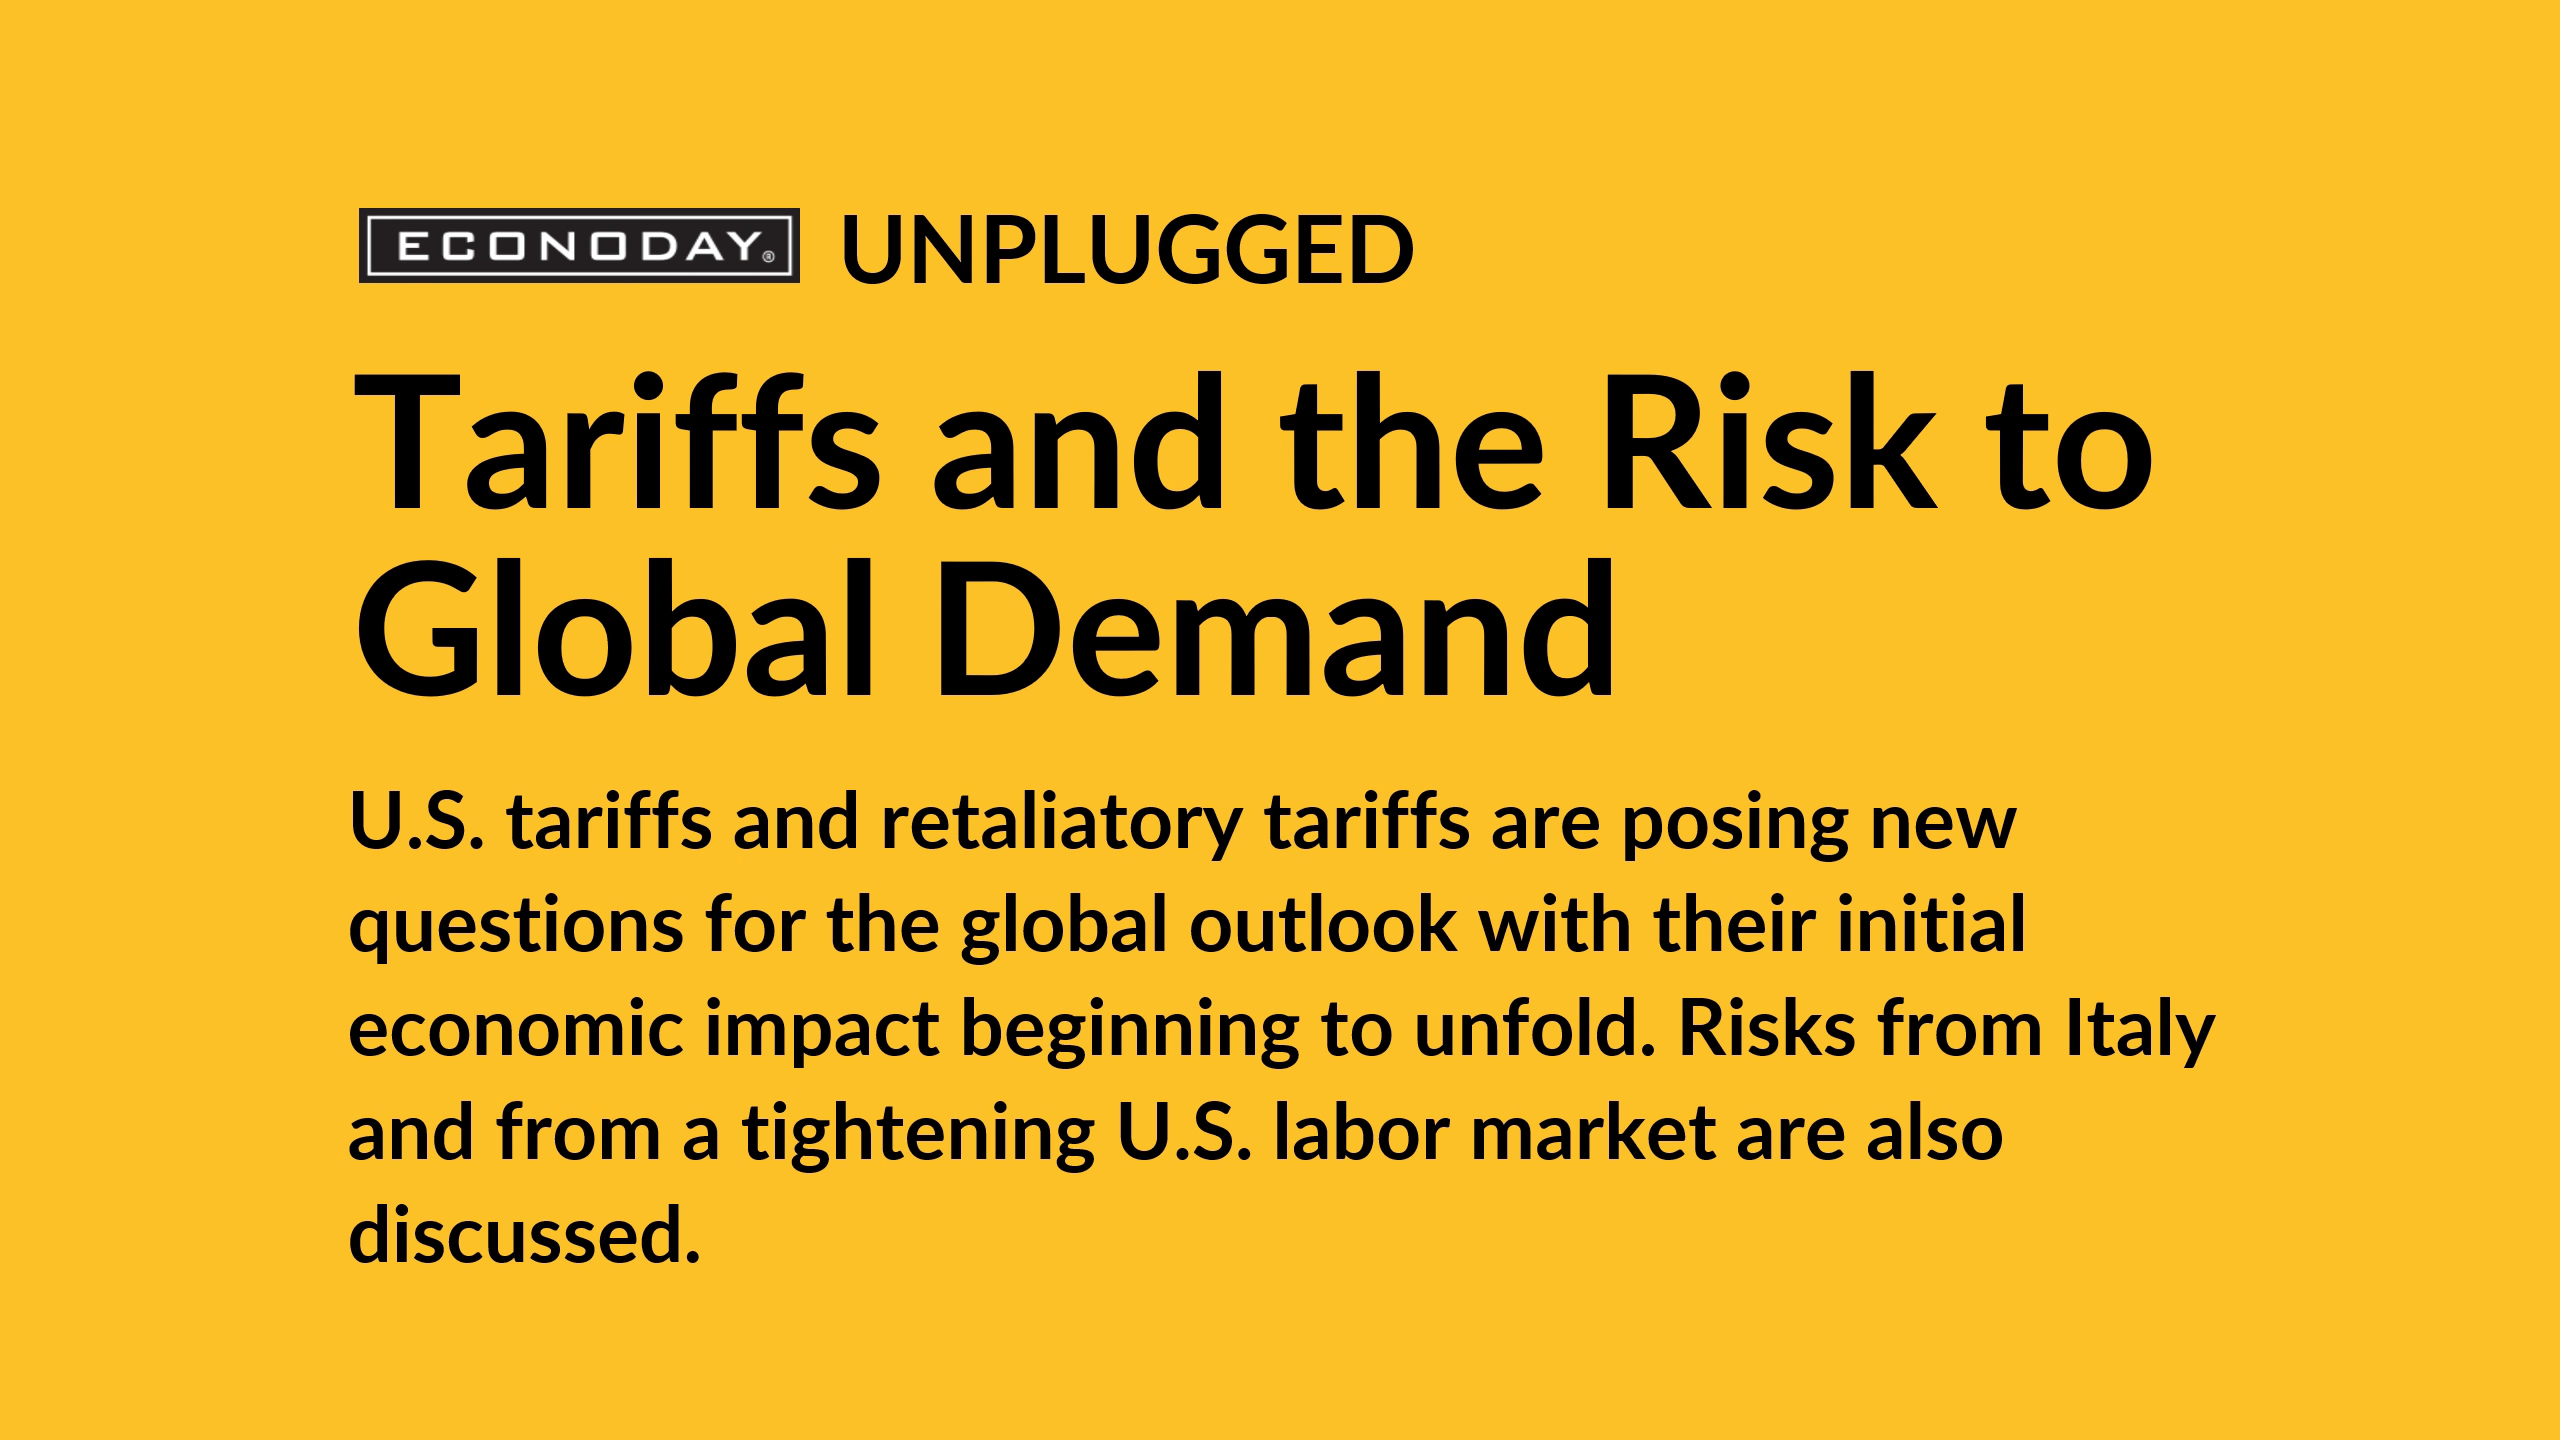 ECONODAY® UNPLUGGED
Tariffs and the Risk to
Global Demand
U.S. tariffs and retaliatory tariffs are posing new
questions for the global outlook with their initial
economic impact beginning to unfold. Risks from Italy
and from a tightening U.S. labor market are also
discussed.